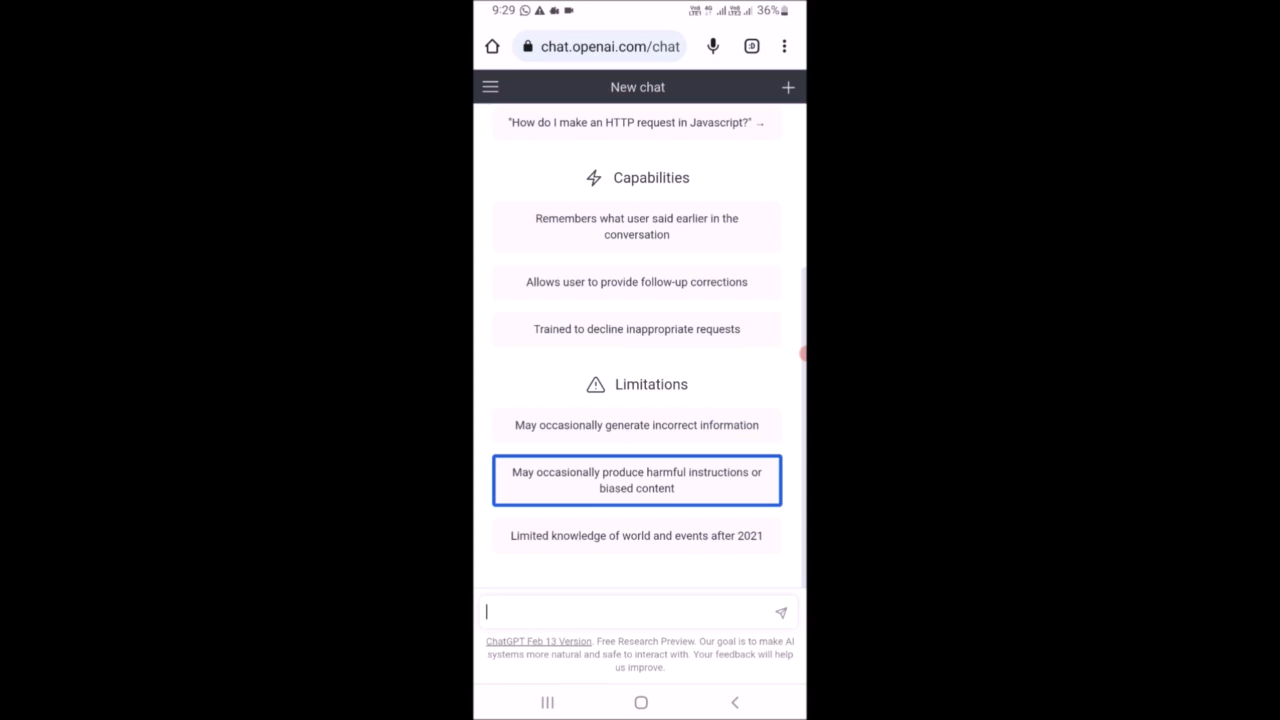 9:29 36%
chat.openai.com/chat :D
New chat
"How do I make an HTTP request in Javascript?" →
Capabilities
Remembers what user said earlier in the
conversation
Allows user to provide follow-up corrections
Trained to decline inappropriate requests
Limitations
May occasionally generate incorrect information
May occasionally produce harmful instructions or
biased content
Limited knowledge of world and events after 2021
ChatGPT Feb 13 Version. Free Research Preview. Our goal is to make AI
systems more natural and safe to interact with. Your feedback will help
us improve.